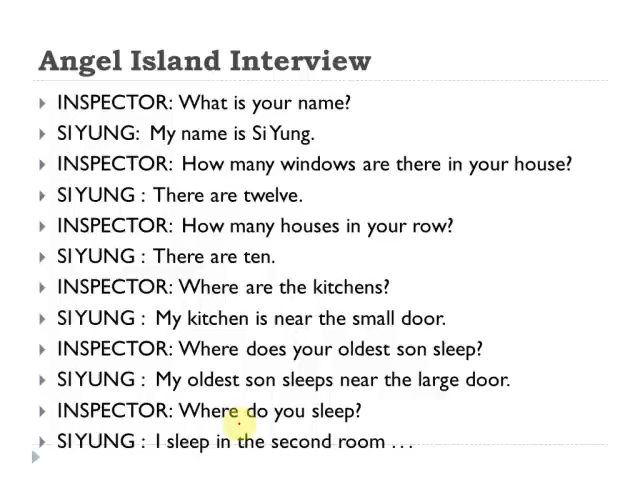 Angel Island Interview
INSPECTOR: What is your name?
SI YUNG: My name is Si Yung.
INSPECTOR: How many windows are there in your house?
SI YUNG : There are twelve.
INSPECTOR: How many houses in your row?
SI YUNG : There are ten.
INSPECTOR: Where are the kitchens?
SI YUNG : My kitchen is near the small door.
INSPECTOR: Where does your oldest son sleep?
SI YUNG : My oldest son sleeps near the large door.
INSPECTOR: Where do you sleep?
SI YUNG : I sleep in the second room . . .